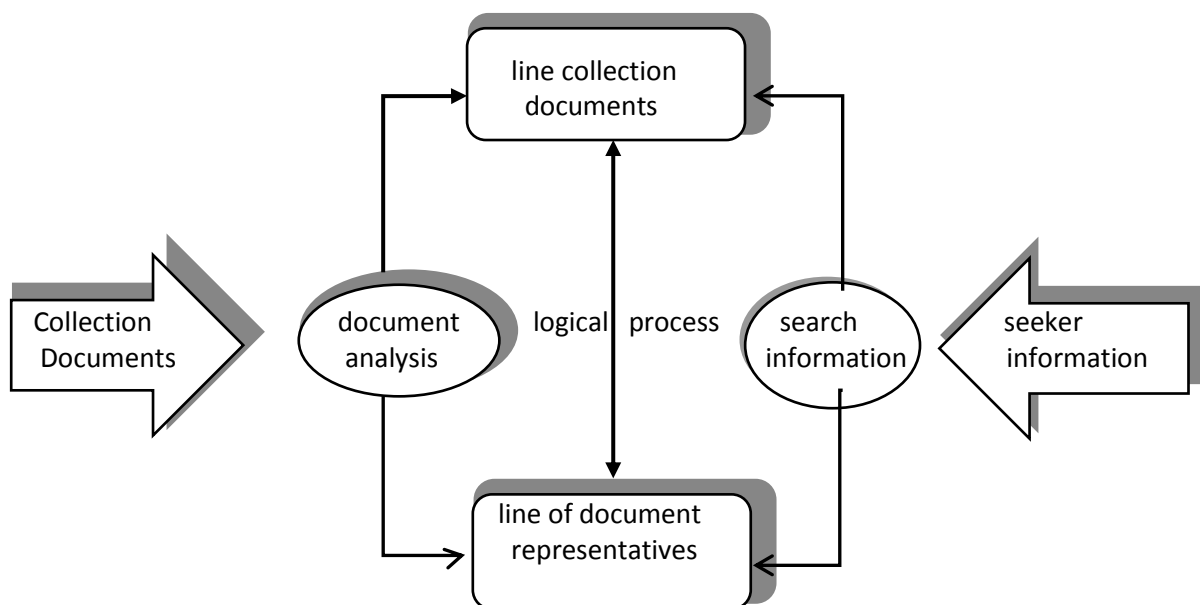 line collection
documents
Collection
Documents
document
analysis
logical process
search
information
seeker
information
line of document
representatives